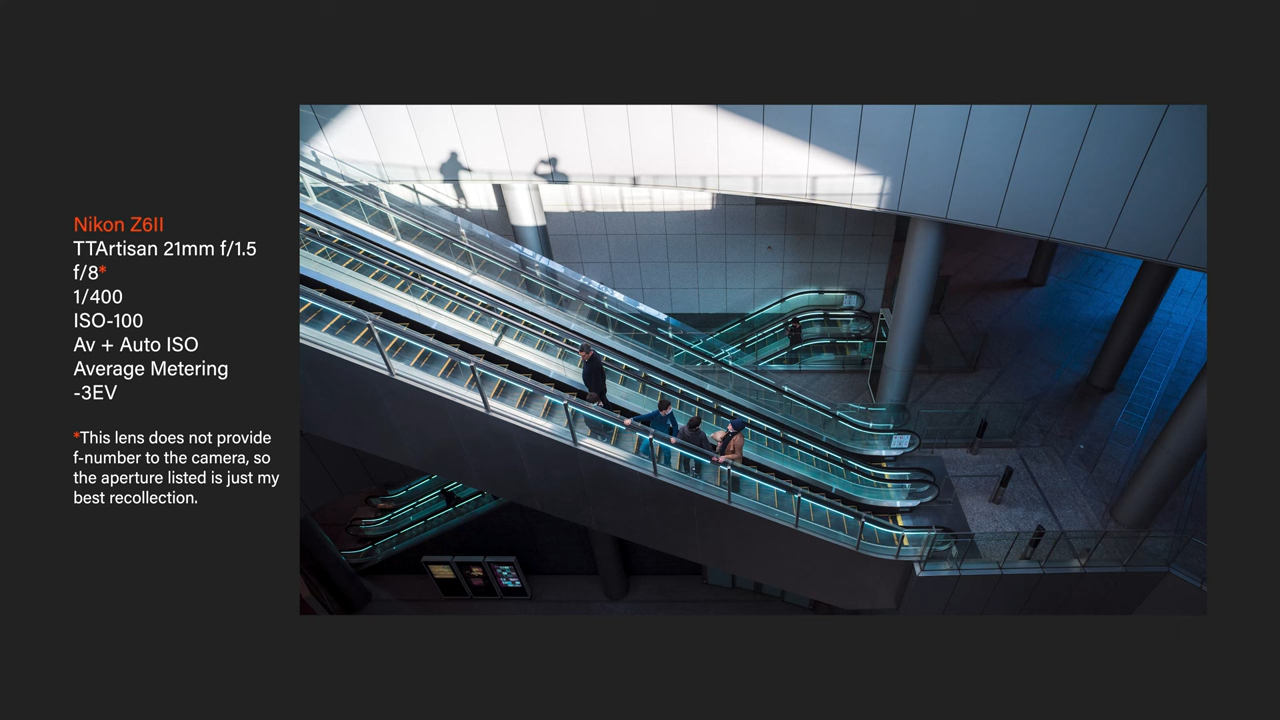 Nikon Z6II
TTArtisan 21mm f/1.5
f/8*
1/400
ISO-100
Av + Auto ISO
Average Metering
-3EV
*This lens does not provide
f-number to the camera, so
the aperture listed is just my
best recollection.